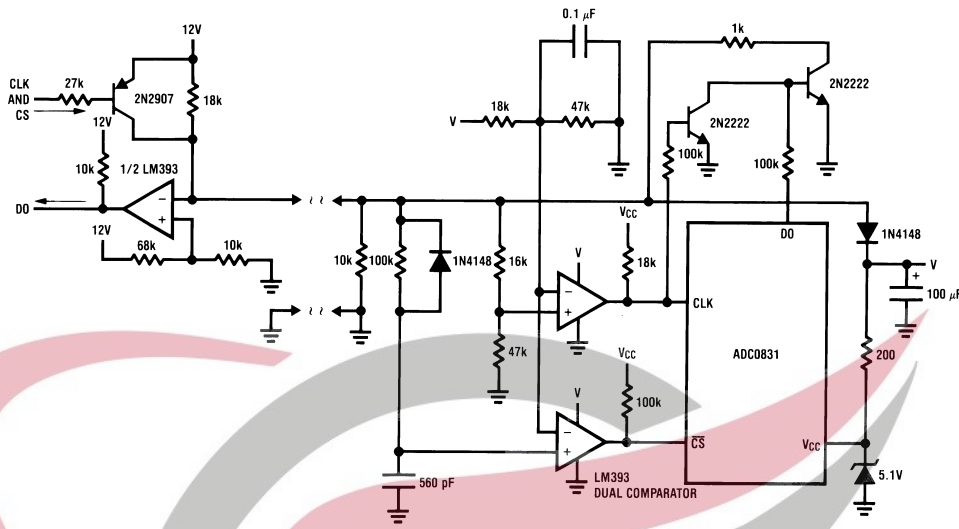 0.1 µF
12V
1k
CLK
AND
CS
27k
2N2907
18k
2N2222
V
18k
47k
2N2222
12V
10k
1/2 LM393
100k
100k
DO
−
+
~ ~
VCC
DO
1N4148
12V
68k
10k
10k
100k
1N4148
16k
V
18k
V
+
100 µF
−
+
CLK
~ ~
ADC0831
47k
VCC
200
V
100k
−
+
CS
VCC
560 pF
LM393
DUAL COMPARATOR
5.1V